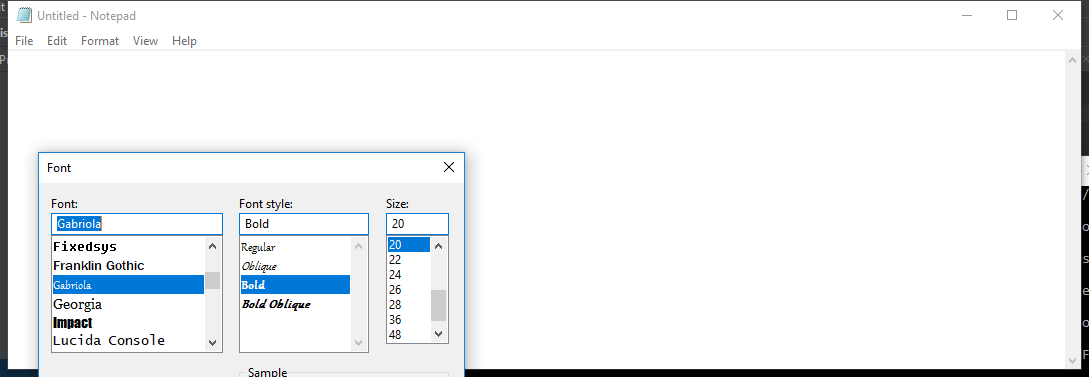 Untitled - Notepad
File Edit Format View Help
Font
Font: Font style: Size:
Gabriola Bold 20
Fixedsys Regular 20
Franklin Gothic Oblique 22
Gabriola Bold 24
Georgia Bold Oblique 26
Impact 28
Lucida Console 36
48
Sample